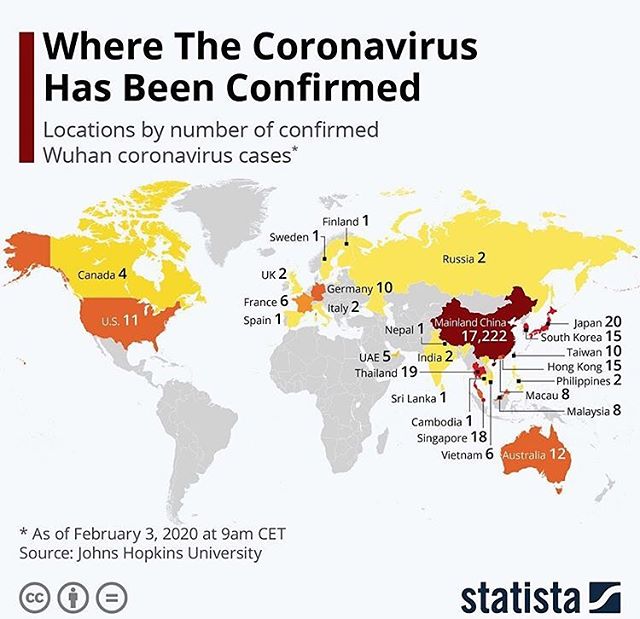 Where The Coronavirus
Has Been Confirmed
Locations by number of confirmed
Wuhan coronavirus cases*
Finland 1
Sweden 1
Russia 2
Canada 4
UK 2
Germany 10
France 6
Italy 2
U.S. 11
Spain 1
Mainland China
17,222
Japan 20
Nepal 1
South Korea 15
UAE 5
India 2
Taiwan 10
Thailand 19
Hong Kong 15
Philippines 2
Sri Lanka 1
Macau 8
Malaysia 8
Cambodia 1
Singapore 18
Vietnam 6
Australia 12
* As of February 3, 2020 at 9am CET
Source: Johns Hopkins University
cc
=
statista